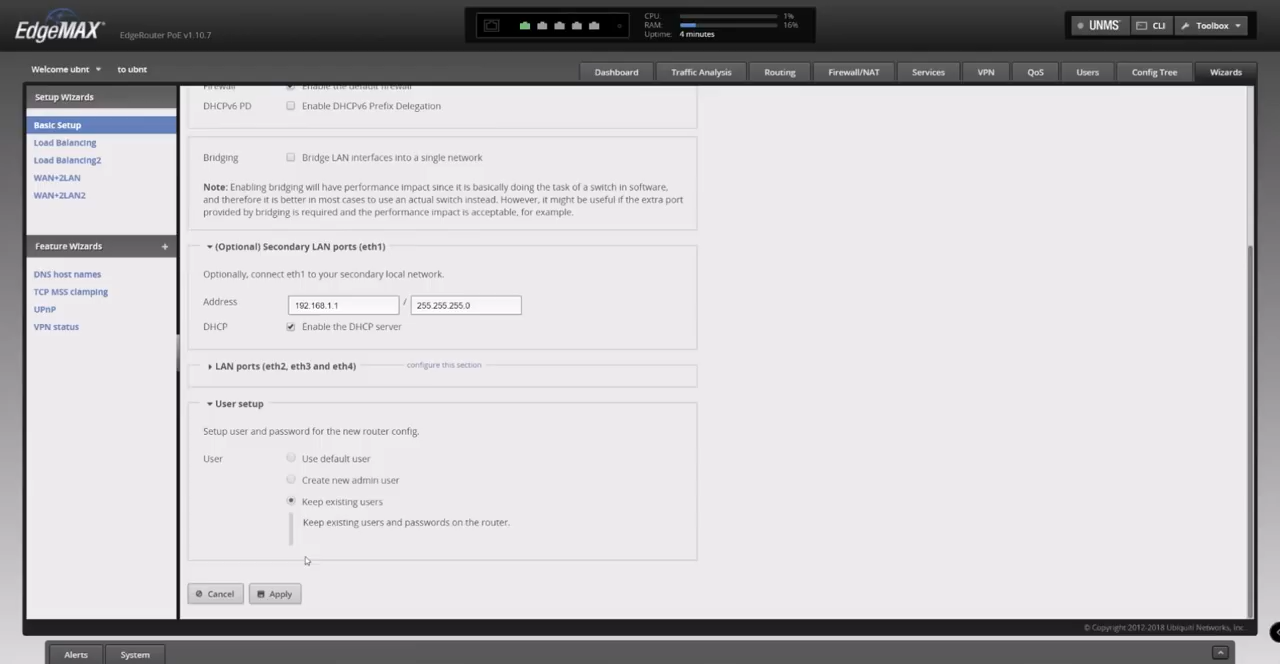 EdgeMAX®
EdgeRouter PoE v1.10.7
CPU: 1%
RAM: 16%
Uptime: 4 minutes
UNMS™ CLI Toolbox
Welcome ubnt to ubnt
Dashboard Traffic Analysis Routing Firewall/NAT Services VPN QoS Users Config Tree Wizards
Setup Wizards
Basic Setup
Load Balancing
Load Balancing2
WAN+2LAN
WAN+2LAN2
Feature Wizards +
DNS host names
TCP MSS clamping
UPnP
VPN status
Firewall Enable the default firewall
DHCPv6 PD Enable DHCPv6 Prefix Delegation
Bridging Bridge LAN interfaces into a single network
Note: Enabling bridging will have performance impact since it is basically doing the task of a switch in software,
and therefore it is better in most cases to use an actual switch instead. However, it might be useful if the extra port
provided by bridging is required and the performance impact is acceptable, for example.
(Optional) Secondary LAN ports (eth1)
Optionally, connect eth1 to your secondary local network.
Address 192.168.1.1 / 255.255.255.0
DHCP Enable the DHCP server
LAN ports (eth2, eth3 and eth4) configure this section
User setup
Setup user and password for the new router config.
User Use default user
Create new admin user
Keep existing users
Keep existing users and passwords on the router.
Cancel Apply
© Copyright 2012-2018 Ubiquiti Networks, Inc.
Alerts System